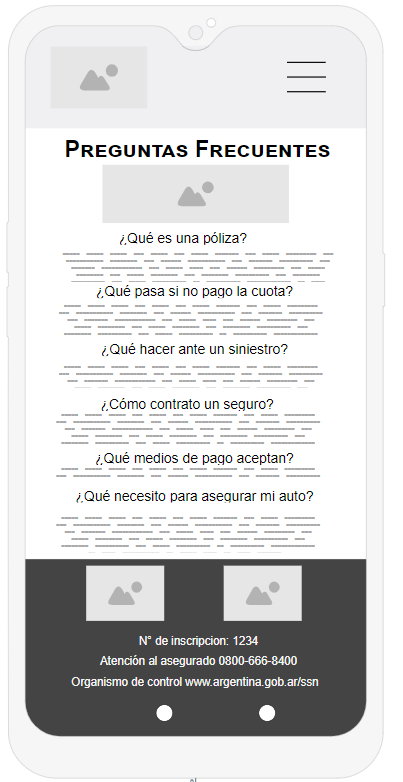 Preguntas Frecuentes
¿Qué es una póliza?
¿Qué pasa si no pago la cuota?
¿Qué hacer ante un siniestro?
¿Cómo contrato un seguro?
¿Qué medios de pago aceptan?
¿Qué necesito para asegurar mi auto?
N° de inscripcion: 1234
Atención al asegurado 0800-666-8400
Organismo de control www.argentina.gob.ar/ssn